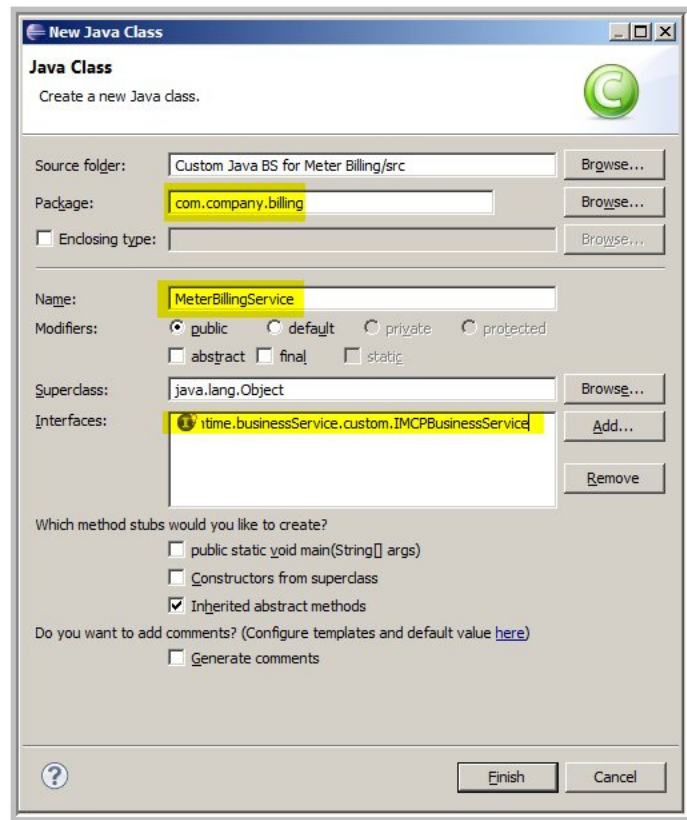 New Java Class
Java Class
Create a new Java class.
Source folder: Custom Java BS for Meter Billing/src Browse...
Package: com.company.billing Browse...
Enclosing type: Browse...
Name: MeterBillingService
Modifiers: public default private protected
abstract final static
Superclass: java.lang.Object Browse...
Interfaces: ıtime.businessService.custom.IMCPBusinessService Add...
Remove
Which method stubs would you like to create?
public static void main(String[] args)
Constructors from superclass
Inherited abstract methods
Do you want to add comments? (Configure templates and default value here)
Generate comments
? Finish Cancel